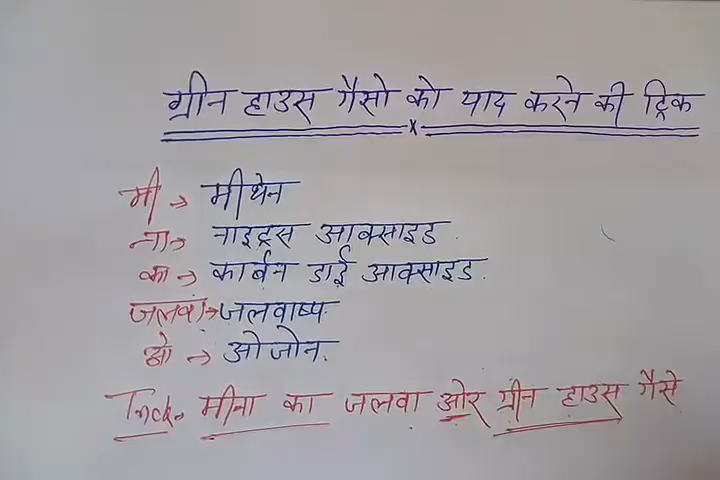 ग्रीन हाउस गैसो को याद करने की ट्रिक
x
मी → मीथेन
ना → नाइट्रस आक्साइड.
का → कार्बन डाई आक्साइड.
जलवा → जलवाष्प
ओ → ओजोन.
Trick → मीना का जलवा ओर ग्रीन हाउस गैसे